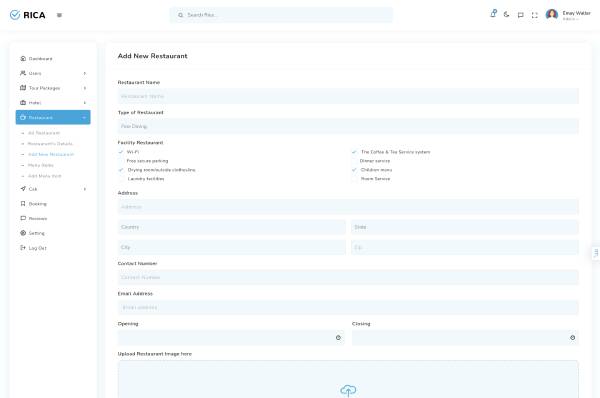 RICA
Search Rica...
Emay Walter
Admin
Dashboard
Users
Tour Packages
Hotel
Restaurant
All Restaurant
Restaurant's Details
Add New Restaurant
Menu Items
Add Menu Item
Cab
Booking
Reviews
Setting
Log Out
Add New Restaurant
Restaurant Name
Restaurant Name
Type of Restaurant
Fine Dining
Facility Restaurant
Wi-Fi
The Coffee & Tea Service system
Free secure parking
Dinner service
Drying room/outside clothesline
Children menu
Laundry facilities
Room Service
Address
Address
Country
State
City
Zip
Contact Number
Contact Number
Email Address
Email address
Opening
Closing
Upload Restaurant Image here